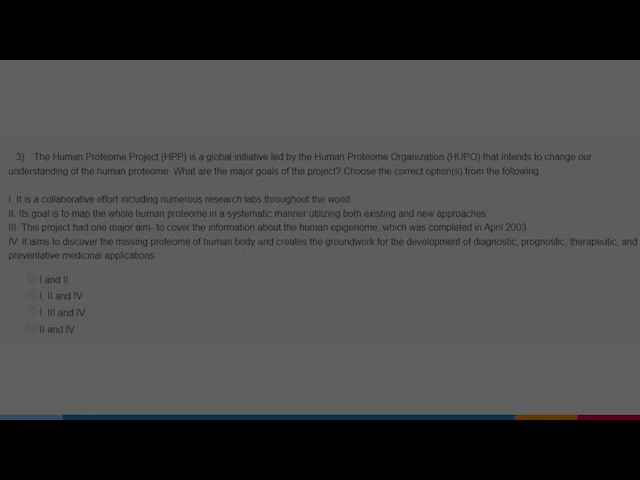 3) The Human Proteome Project (HPP) is a global initiative led by the Human Proteome Organization (HUPO) that intends to change our
understanding of the human proteome. What are the major goals of the project? Choose the correct option(s) from the following.
I. It is a collaborative effort including numerous research labs throughout the world.
II. Its goal is to map the whole human proteome in a systematic manner utilizing both existing and new approaches.
III. This project had one major aim- to cover the information about the human epigenome, which was completed in April 2003.
IV. It aims to discover the missing proteome of human body and creates the groundwork for the development of diagnostic, prognostic, therapeutic, and
preventative medicinal applications.
I and II
I, II and IV
I, III and IV
II and IV